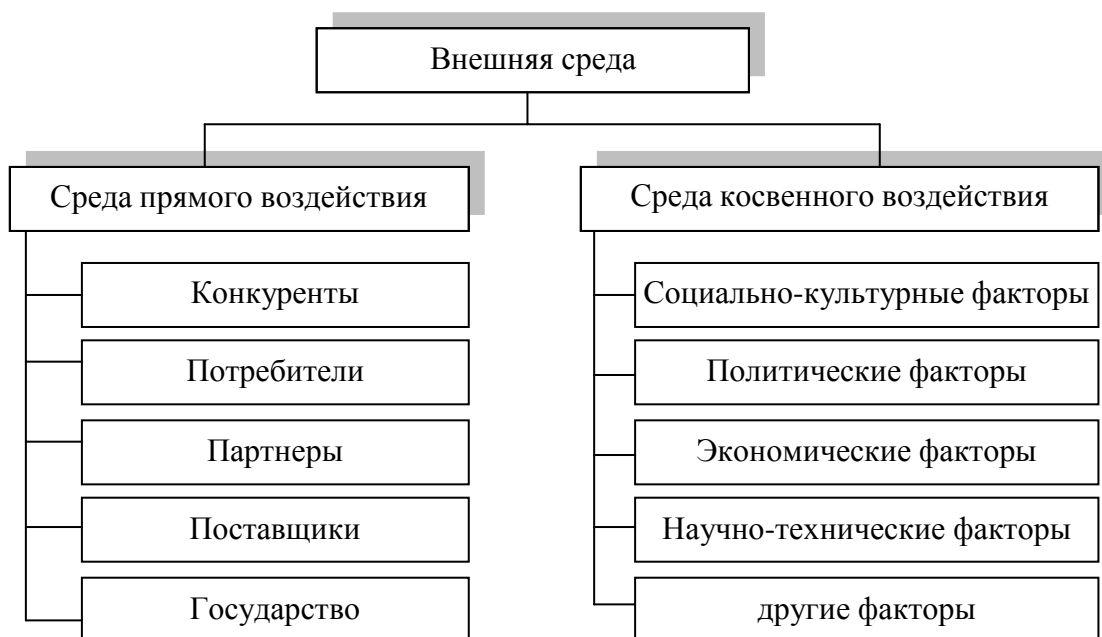 Внешняя среда
Среда прямого воздействия
Конкуренты
Потребители
Партнеры
Поставщики
Государство
Среда косвенного воздействия
Социально-культурные факторы
Политические факторы
Экономические факторы
Научно-технические факторы
другие факторы